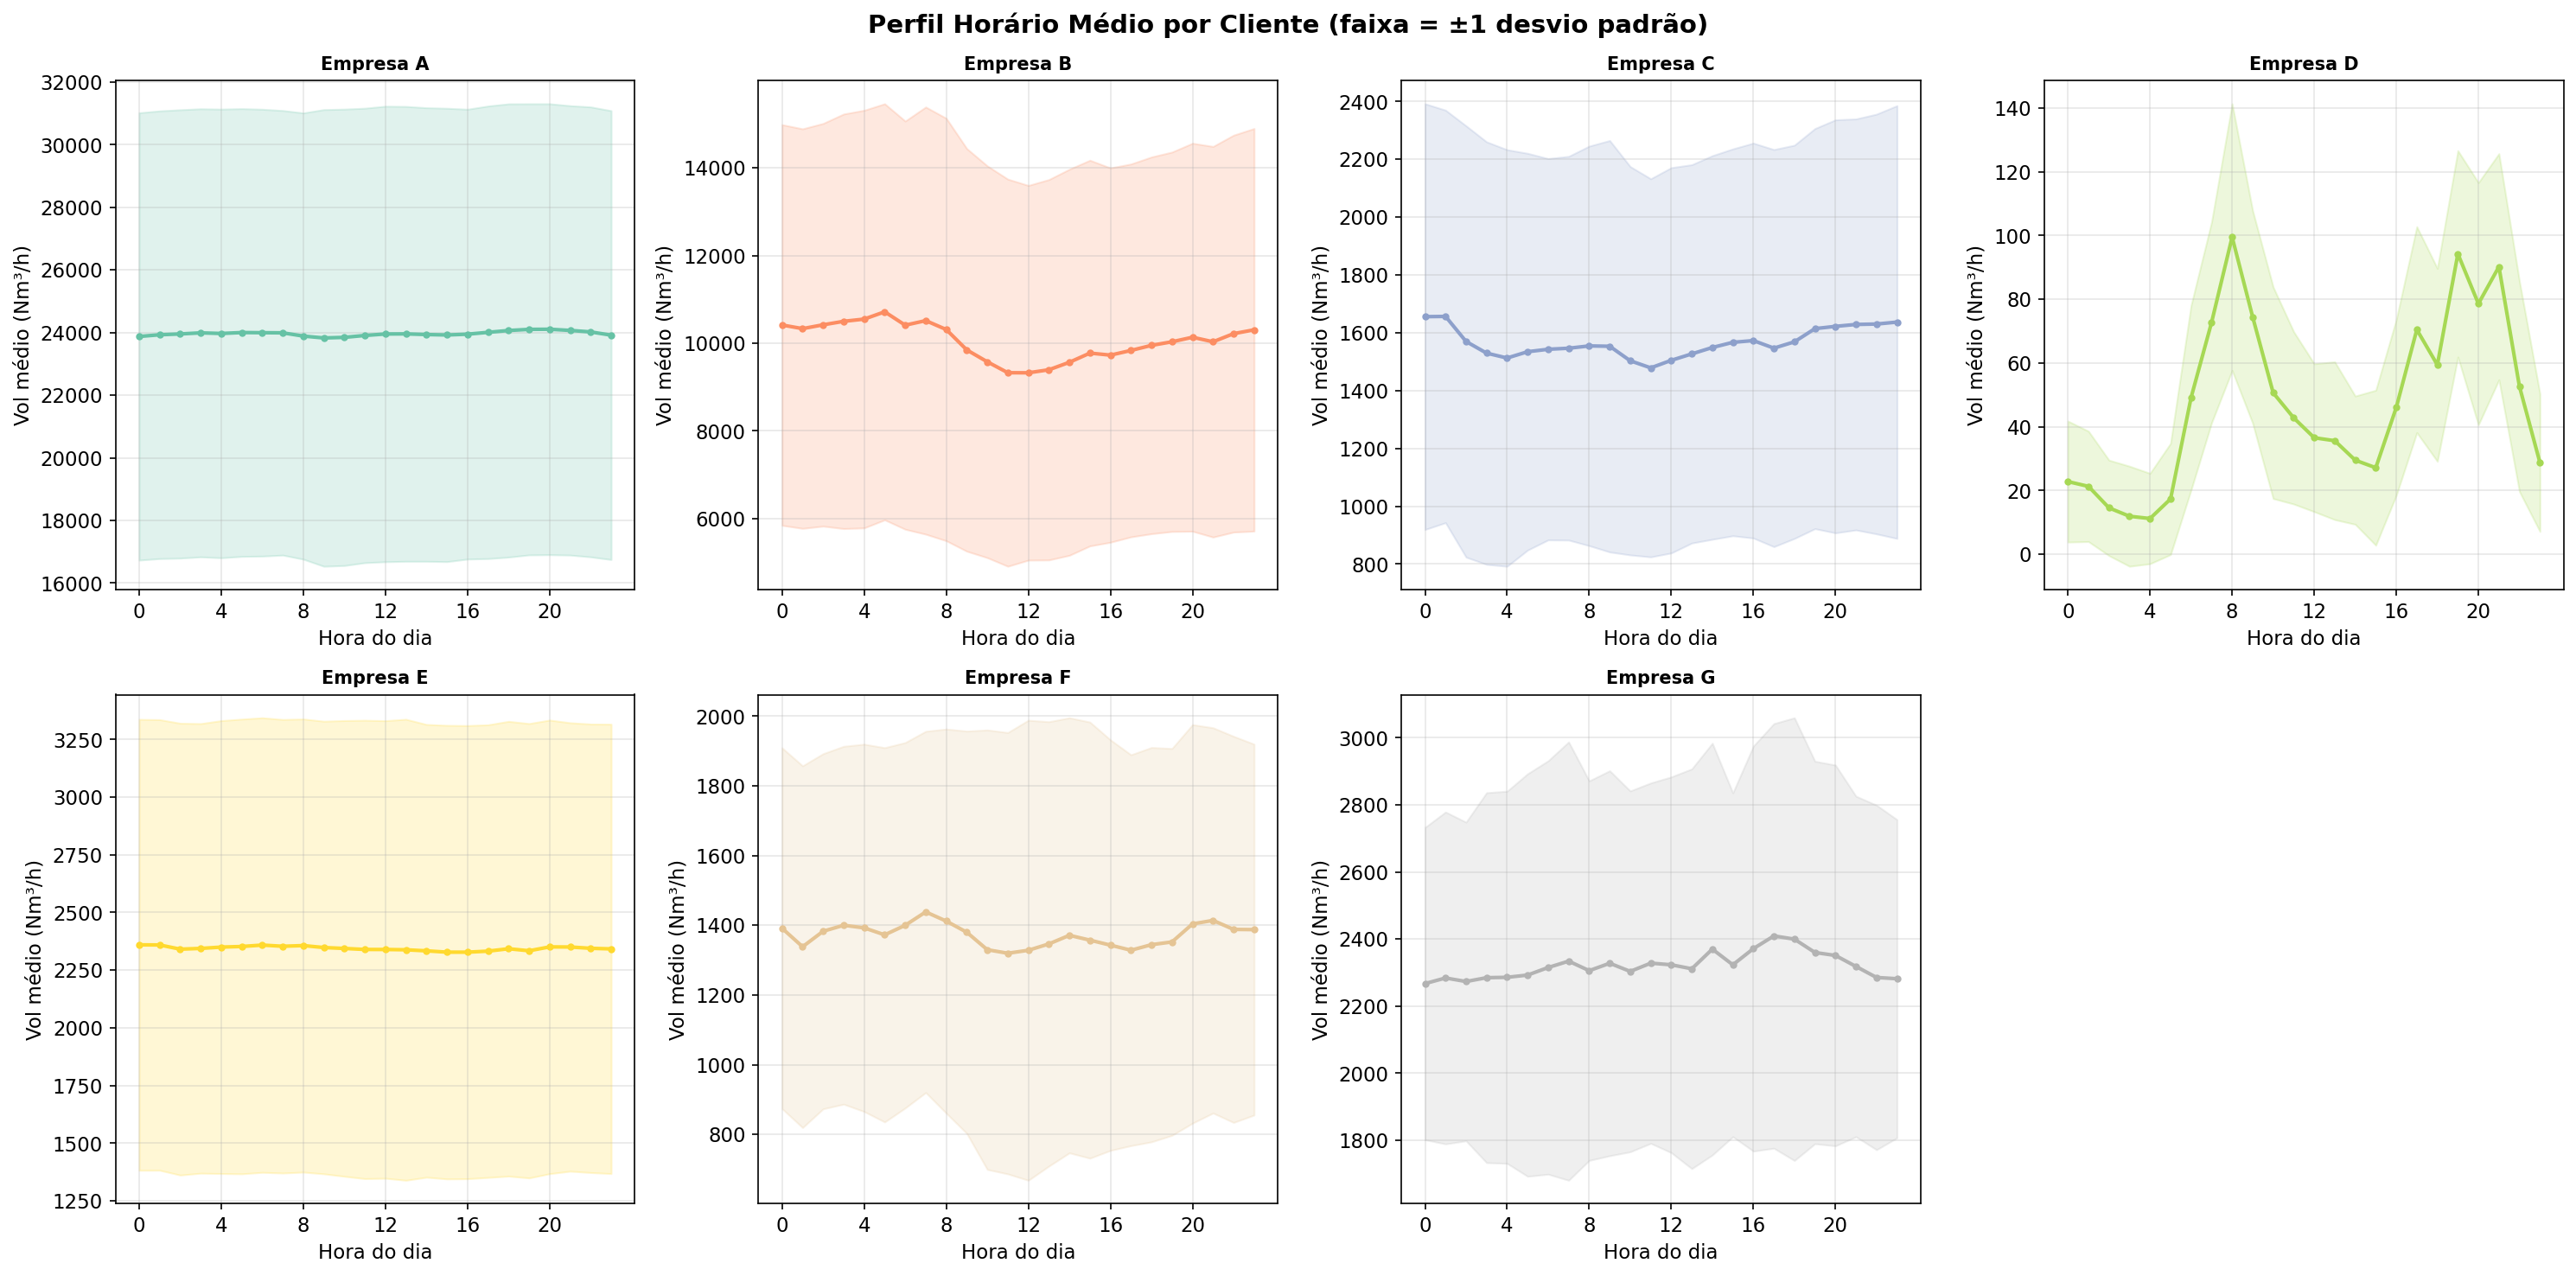 Perfil Horário Médio por Cliente (faixa = ±1 desvio padrão)
Empresa A
Vol médio (Nm³/h)
32000
30000
28000
26000
24000
22000
20000
18000
16000
0 4 8 12 16 20
Hora do dia
Empresa B
Vol médio (Nm³/h)
14000
12000
10000
8000
6000
0 4 8 12 16 20
Hora do dia
Empresa C
Vol médio (Nm³/h)
2400
2200
2000
1800
1600
1400
1200
1000
800
0 4 8 12 16 20
Hora do dia
Empresa D
Vol médio (Nm³/h)
140
120
100
80
60
40
20
0
0 4 8 12 16 20
Hora do dia
Empresa E
Vol médio (Nm³/h)
3250
3000
2750
2500
2250
2000
1750
1500
1250
0 4 8 12 16 20
Hora do dia
Empresa F
Vol médio (Nm³/h)
2000
1800
1600
1400
1200
1000
800
0 4 8 12 16 20
Hora do dia
Empresa G
Vol médio (Nm³/h)
3000
2800
2600
2400
2200
2000
1800
0 4 8 12 16 20
Hora do dia